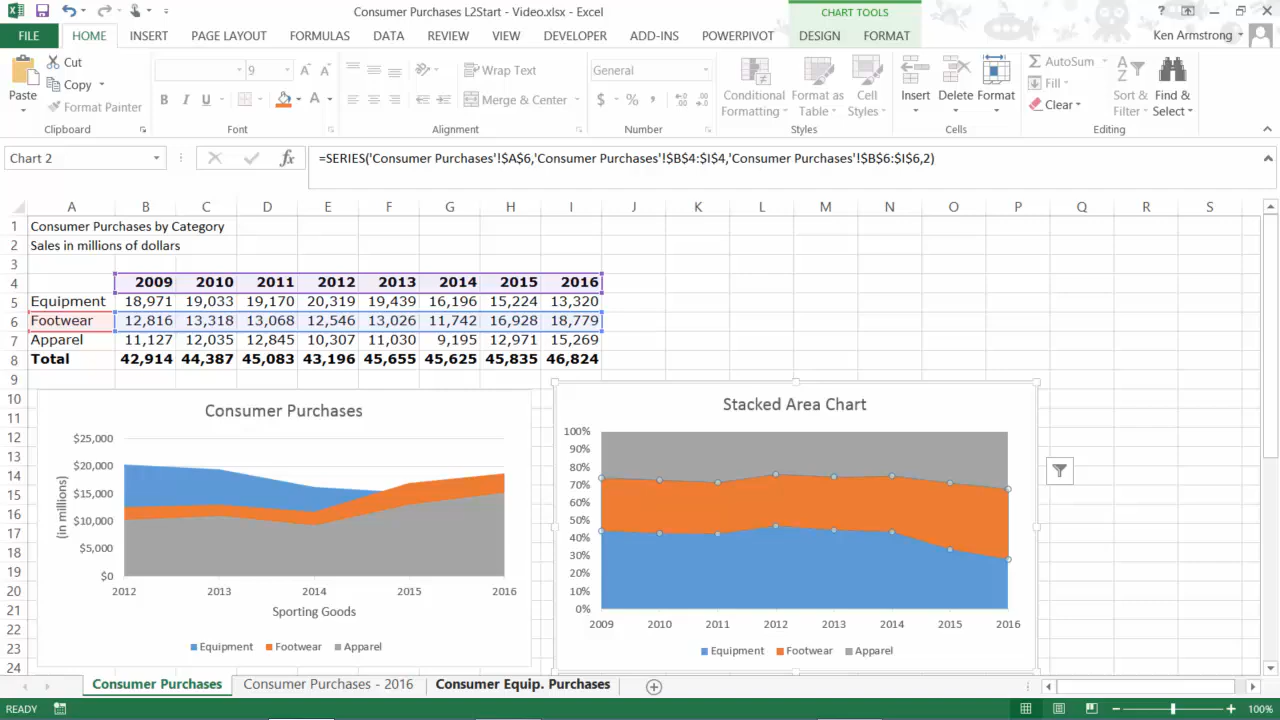 Consumer Purchases L2Start - Video.xlsx - Excel
CHART TOOLS
?
FILE
HOME
INSERT
PAGE LAYOUT
FORMULAS
DATA
REVIEW
VIEW
DEVELOPER
ADD-INS
POWERPIVOT
DESIGN
FORMAT
Ken Armstrong
Paste
Cut
Copy
Format Painter
Clipboard
9
B I U
Font
Wrap Text
Merge & Center
Alignment
General
$ % ,
Number
Conditional Formatting
Format as Table
Cell Styles
Styles
Insert
Delete
Format
Cells
AutoSum
Fill
Clear
Sort & Filter
Find & Select
Editing
Chart 2
fx
=SERIES('Consumer Purchases'!$A$6,'Consumer Purchases'!$B$4:$I$4,'Consumer Purchases'!$B$6:$I$6,2)
A B C D E F G H I J K L M N O P Q R S
1 Consumer Purchases by Category
2 Sales in millions of dollars
3
4 2009 2010 2011 2012 2013 2014 2015 2016
5 Equipment 18,971 19,033 19,170 20,319 19,439 16,196 15,224 13,320
6 Footwear 12,816 13,318 13,068 12,546 13,026 11,742 16,928 18,779
7 Apparel 11,127 12,035 12,845 10,307 11,030 9,195 12,971 15,269
8 Total 42,914 44,387 45,083 43,196 45,655 45,625 45,835 46,824
9
10
11
12
13
14
15
16
17
18
19
20
21
22
23
24
Consumer Purchases
$25,000
$20,000
$15,000
$10,000
$5,000
$0
(in millions)
2012 2013 2014 2015 2016
Sporting Goods
Equipment Footwear Apparel
Stacked Area Chart
100%
90%
80%
70%
60%
50%
40%
30%
20%
10%
0%
2009 2010 2011 2012 2013 2014 2015 2016
Equipment Footwear Apparel
Consumer Purchases
Consumer Purchases - 2016
Consumer Equip. Purchases
READY
100%